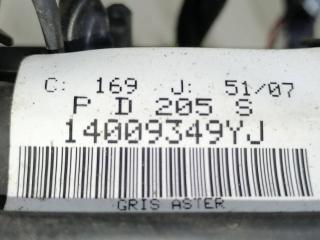 C: 169 J: 51/07
P D 205 S
14009349YJ
GRIS ASTER